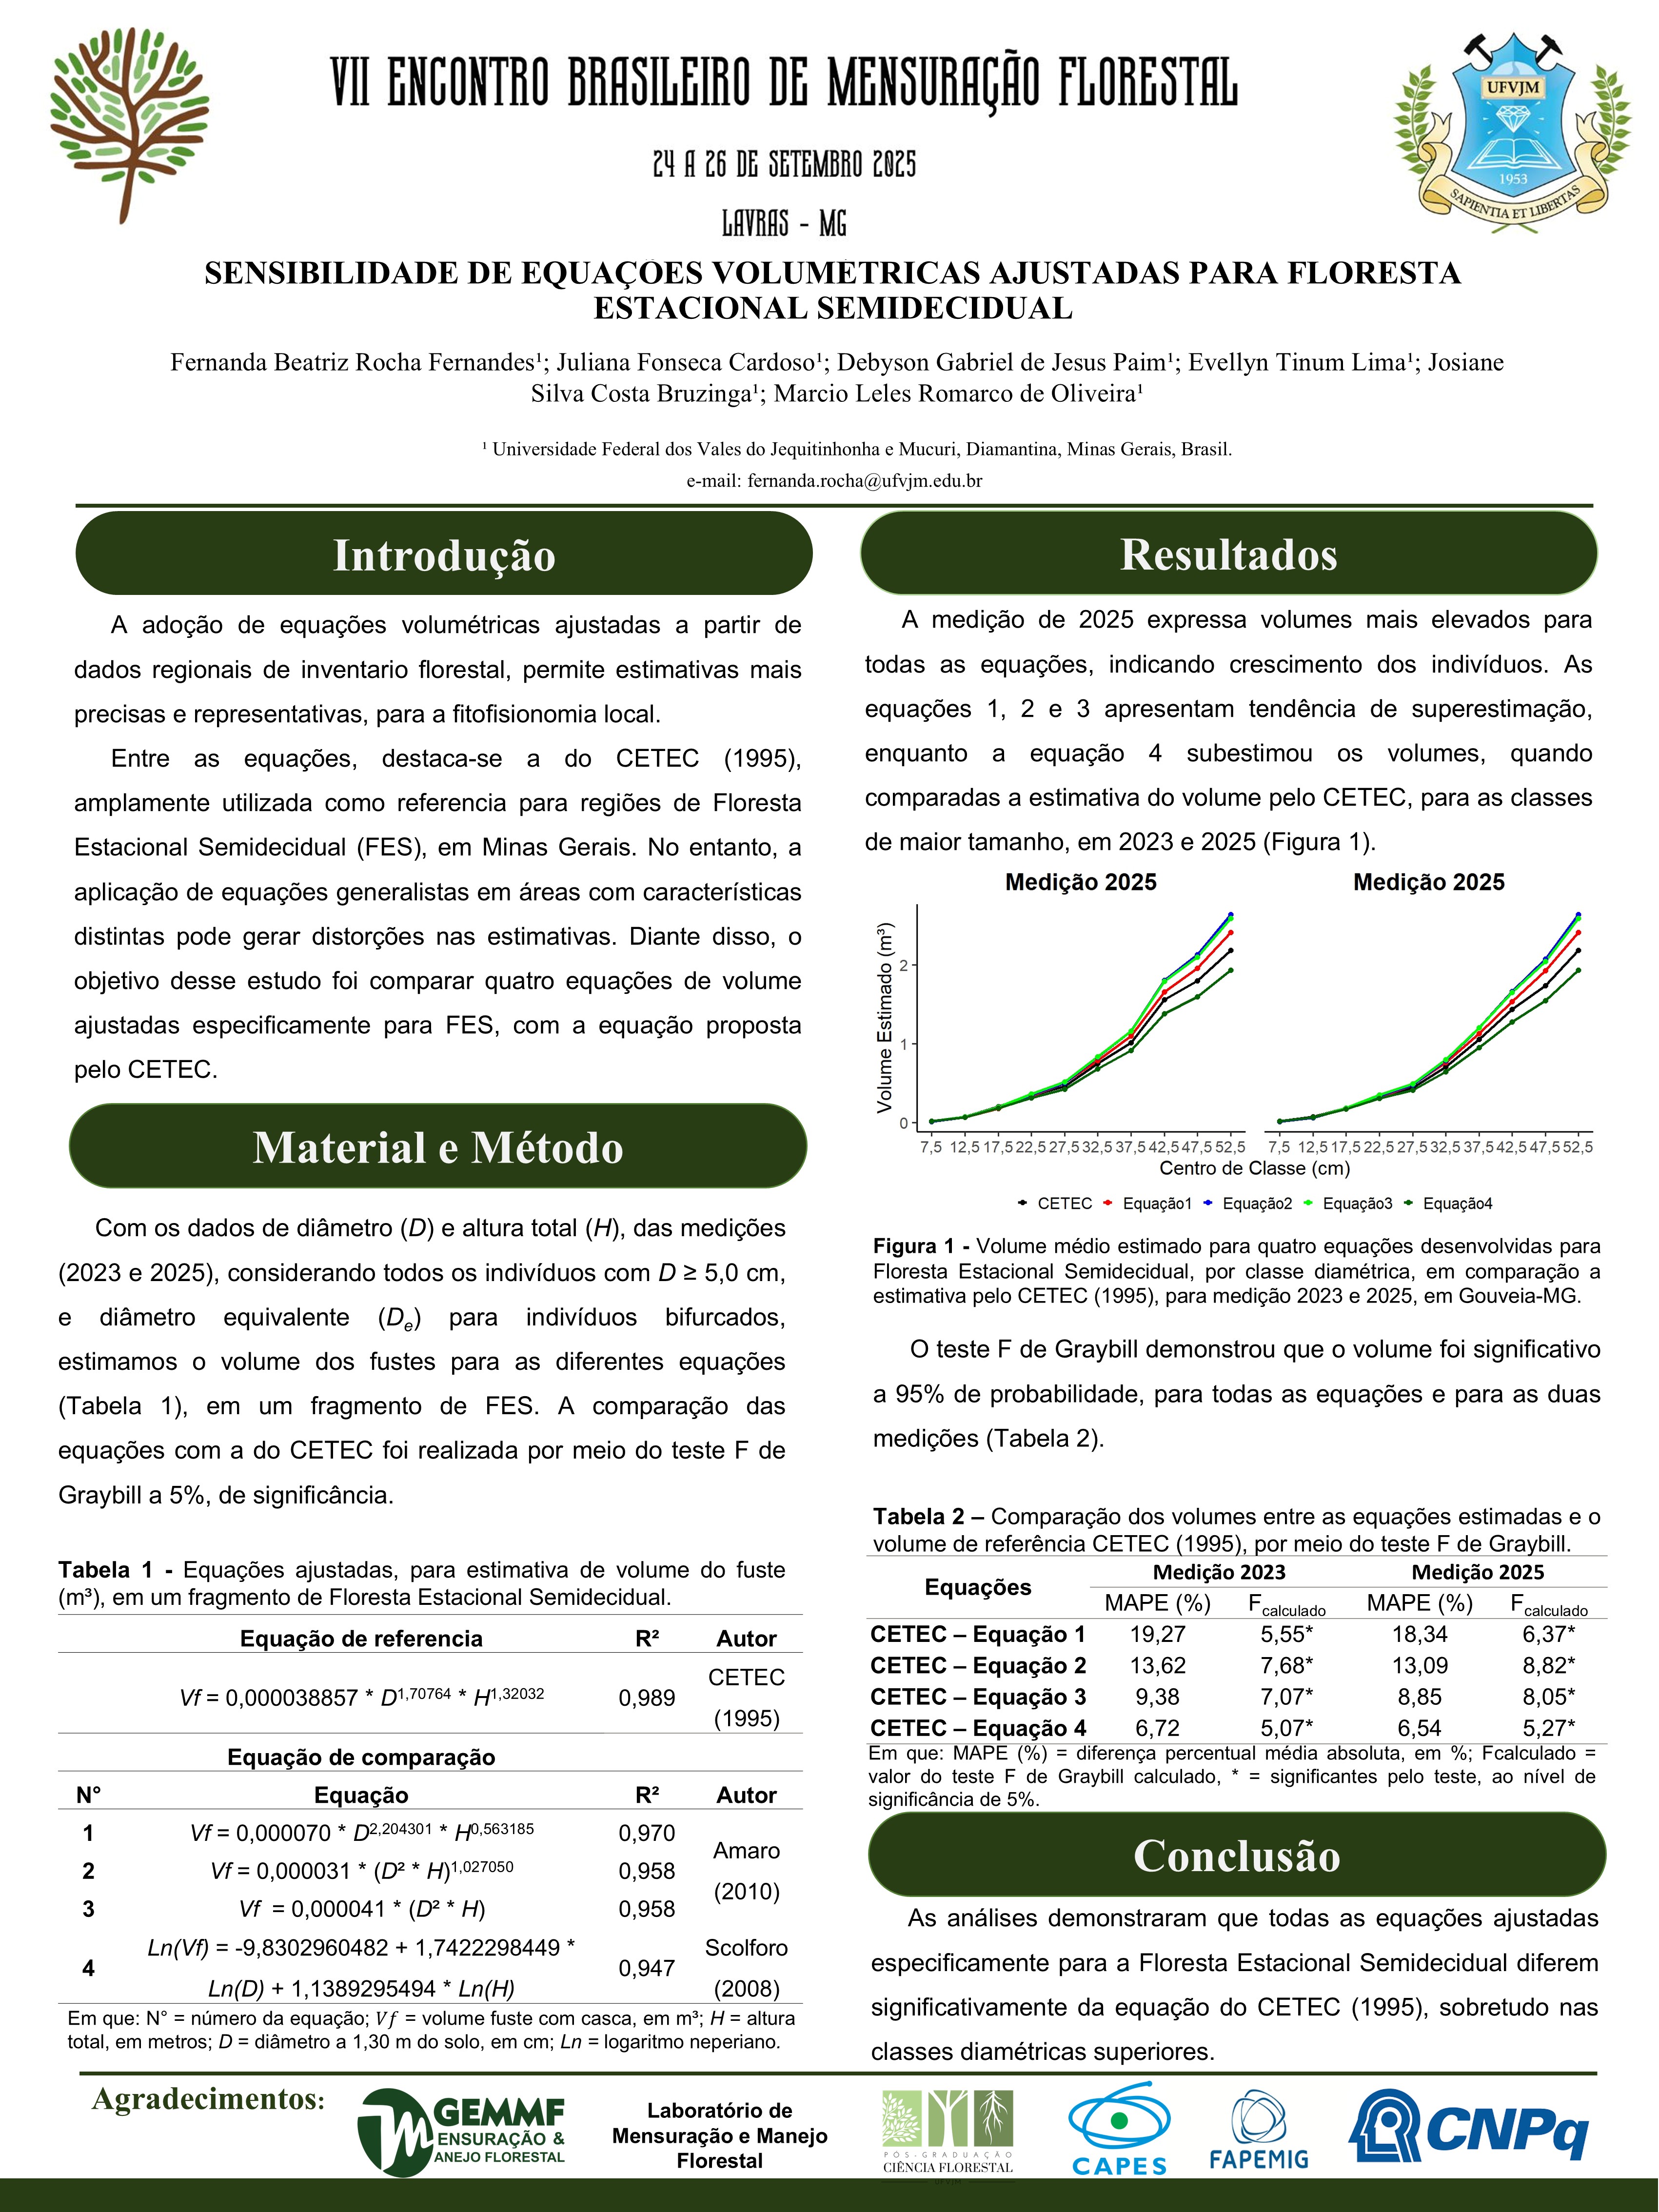 VII ENCONTRO BRASILEIRO DE MENSURAÇÃO FLORESTAL
24 A 26 DE SETEMBRO 2025
LAVRAS - MG
UFVJM
1953
SAPIENTIA ET LIBERTAS
SENSIBILIDADE DE EQUAÇÕES VOLUMÉTRICAS AJUSTADAS PARA FLORESTA
ESTACIONAL SEMIDECIDUAL
Fernanda Beatriz Rocha Fernandes¹; Juliana Fonseca Cardoso¹; Debyson Gabriel de Jesus Paim¹; Evellyn Tinum Lima¹; Josiane
Silva Costa Bruzinga¹; Marcio Leles Romarco de Oliveira¹
¹ Universidade Federal dos Vales do Jequitinhonha e Mucuri, Diamantina, Minas Gerais, Brasil.
e-mail: fernanda.rocha@ufvjm.edu.br
Introdução
A adoção de equações volumétricas ajustadas a partir de
dados regionais de inventario florestal, permite estimativas mais
precisas e representativas, para a fitofisionomia local.
Entre as equações, destaca-se a do CETEC (1995),
amplamente utilizada como referencia para regiões de Floresta
Estacional Semidecidual (FES), em Minas Gerais. No entanto, a
aplicação de equações generalistas em áreas com características
distintas pode gerar distorções nas estimativas. Diante disso, o
objetivo desse estudo foi comparar quatro equações de volume
ajustadas especificamente para FES, com a equação proposta
pelo CETEC.
Material e Método
Com os dados de diâmetro (D) e altura total (H), das medições
(2023 e 2025), considerando todos os indivíduos com D ≥ 5,0 cm,
e diâmetro equivalente (De) para indivíduos bifurcados,
estimamos o volume dos fustes para as diferentes equações
(Tabela 1), em um fragmento de FES. A comparação das
equações com a do CETEC foi realizada por meio do teste F de
Graybill a 5%, de significância.
Tabela 1 - Equações ajustadas, para estimativa de volume do fuste
(m³), em um fragmento de Floresta Estacional Semidecidual.
Equação de referencia R² Autor
Vf = 0,000038857 * D^1,70764 * H^1,32032 0,989 CETEC
(1995)
Equação de comparação
N° Equação R² Autor
1 Vf = 0,000070 * D^2,204301 * H^0,563185 0,970
2 Vf = 0,000031 * (D² * H)^1,027050 0,958
3 Vf = 0,000041 * (D² * H) 0,958
Amaro
(2010)
4 Ln(Vf) = -9,8302960482 + 1,7422298449 *
Ln(D) + 1,1389295494 * Ln(H) 0,947
Scolforo
(2008)
Em que: N° = número da equação; Vf = volume fuste com casca, em m³; H = altura
total, em metros; D = diâmetro a 1,30 m do solo, em cm; Ln = logaritmo neperiano.
Resultados
A medição de 2025 expressa volumes mais elevados para
todas as equações, indicando crescimento dos indivíduos. As
equações 1, 2 e 3 apresentam tendência de superestimação,
enquanto a equação 4 subestimou os volumes, quando
comparadas a estimativa do volume pelo CETEC, para as classes
de maior tamanho, em 2023 e 2025 (Figura 1).
Medição 2025 Medição 2025
Volume Estimado (m³)
2
1
0
7,5 12,5 17,5 22,5 27,5 32,5 37,5 42,5 47,5 52,5 7,5 12,5 17,5 22,5 27,5 32,5 37,5 42,5 47,5 52,5
Centro de Classe (cm)
CETEC Equação1 Equação2 Equação3 Equação4
Figura 1 - Volume médio estimado para quatro equações desenvolvidas para
Floresta Estacional Semidecidual, por classe diamétrica, em comparação a
estimativa pelo CETEC (1995), para medição 2023 e 2025, em Gouveia-MG.
O teste F de Graybill demonstrou que o volume foi significativo
a 95% de probabilidade, para todas as equações e para as duas
medições (Tabela 2).
Tabela 2 – Comparação dos volumes entre as equações estimadas e o
volume de referência CETEC (1995), por meio do teste F de Graybill.
Equações Medição 2023 Medição 2025
MAPE (%) Fcalculado MAPE (%) Fcalculado
CETEC – Equação 1 19,27 5,55* 18,34 6,37*
CETEC – Equação 2 13,62 7,68* 13,09 8,82*
CETEC – Equação 3 9,38 7,07* 8,85 8,05*
CETEC – Equação 4 6,72 5,07* 6,54 5,27*
Em que: MAPE (%) = diferença percentual média absoluta, em %; Fcalculado =
valor do teste F de Graybill calculado, * = significantes pelo teste, ao nível de
significância de 5%.
Conclusão
As análises demonstraram que todas as equações ajustadas
especificamente para a Floresta Estacional Semidecidual diferem
significativamente da equação do CETEC (1995), sobretudo nas
classes diamétricas superiores.
Agradecimentos:
GEMMF
ENSURAÇÃO &
ANEJO FLORESTAL
Laboratório de
Mensuração e Manejo
Florestal
PÓS-GRADUAÇÃO
CIÊNCIA FLORESTAL
CAPES
FAPEMIG
CNPq